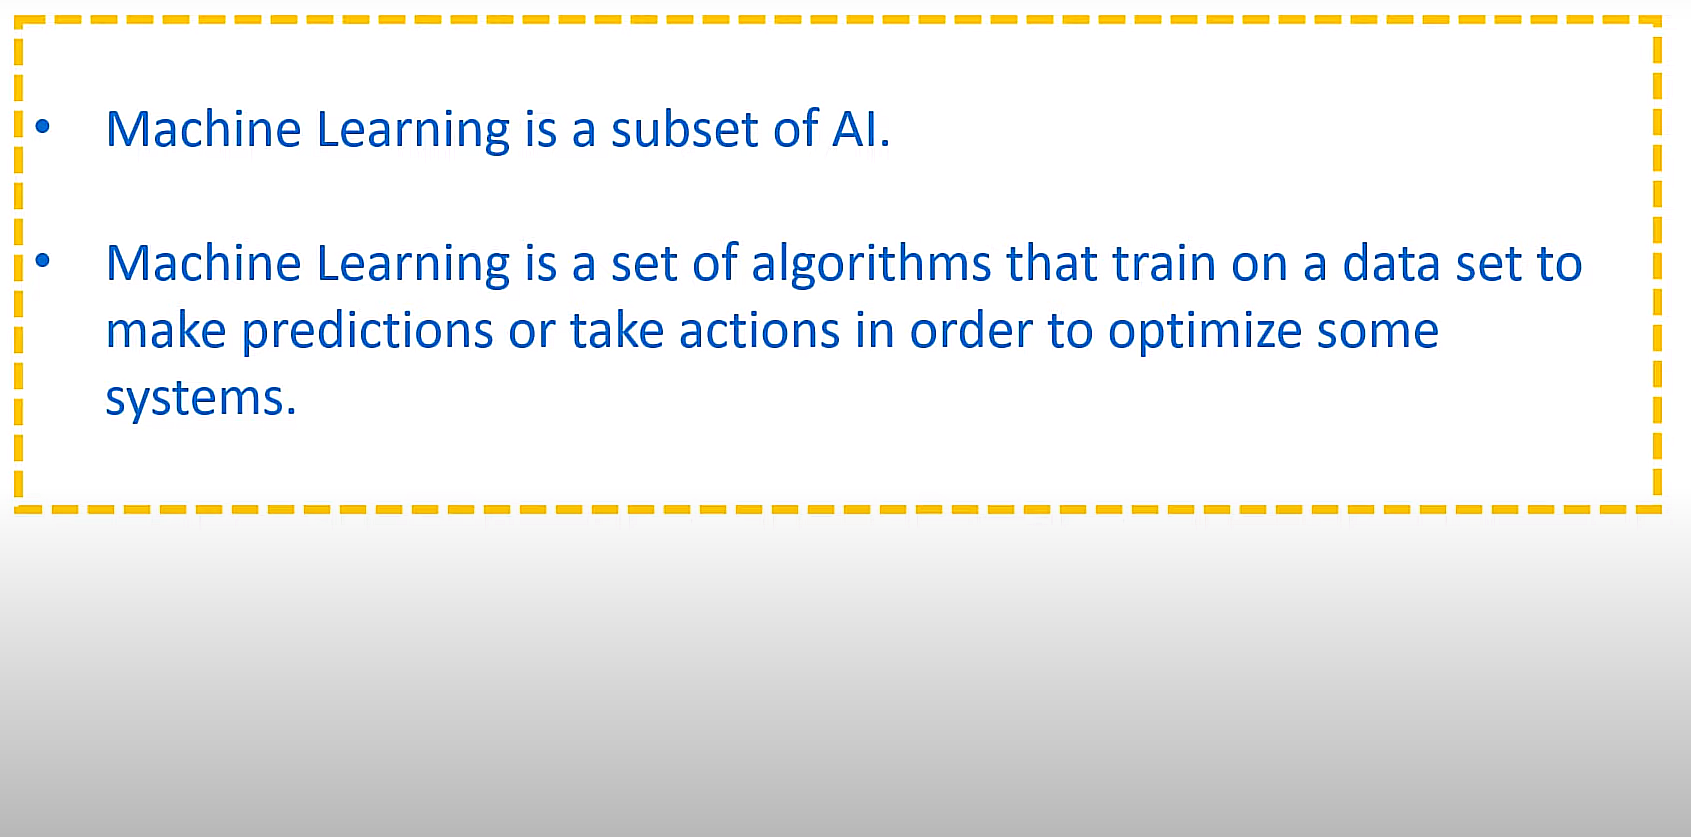 • Machine Learning is a subset of AI.
• Machine Learning is a set of algorithms that train on a data set to
make predictions or take actions in order to optimize some
systems.